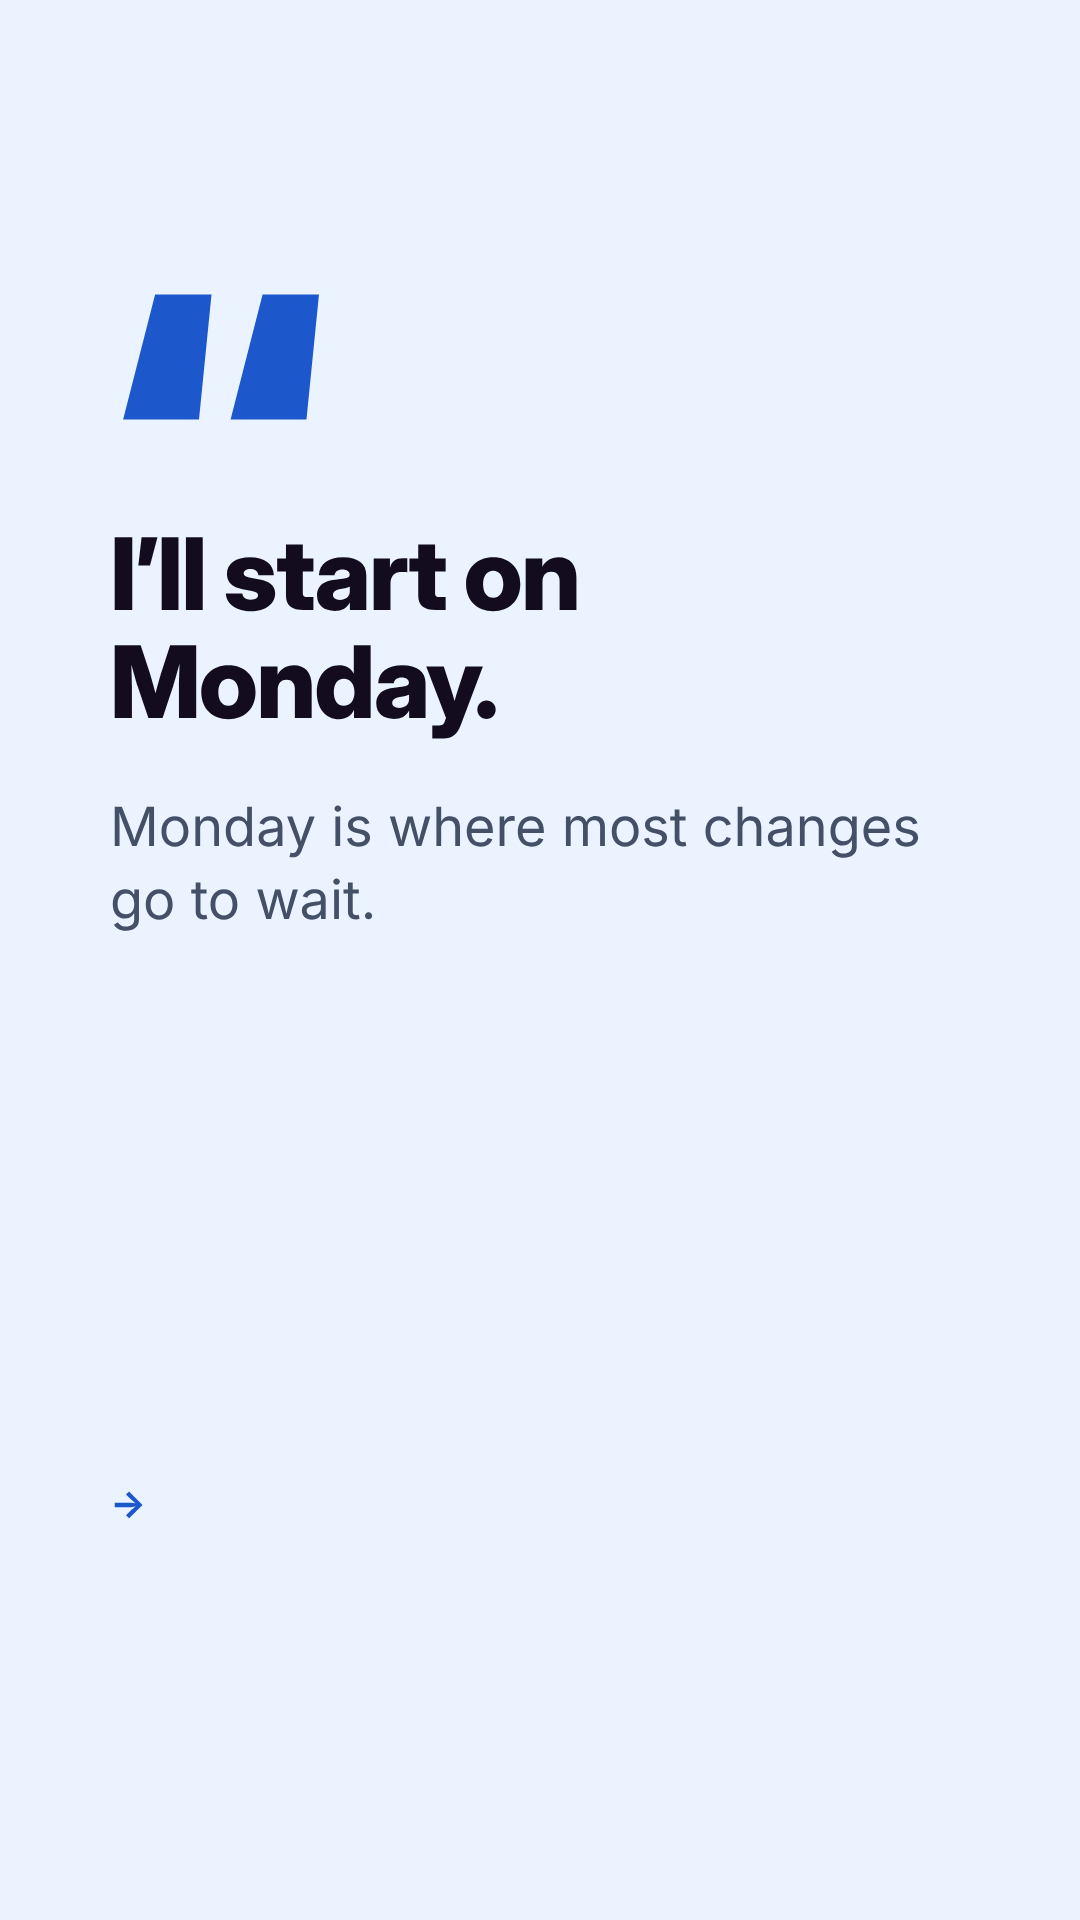 “
I’ll start on
Monday.
Monday is where most changes
go to wait.
→